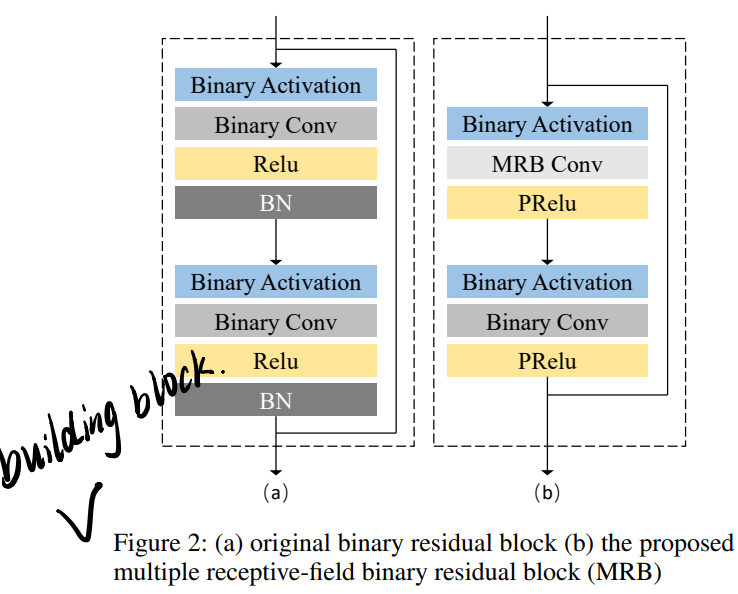 Binary Activation
Binary Conv
Relu
BN
Binary Activation
Binary Conv
Relu
BN
(a)
Binary Activation
MRB Conv
PRelu
Binary Activation
Binary Conv
PRelu
(b)
building block.
Figure 2: (a) original binary residual block (b) the proposed
multiple receptive-field binary residual block (MRB)